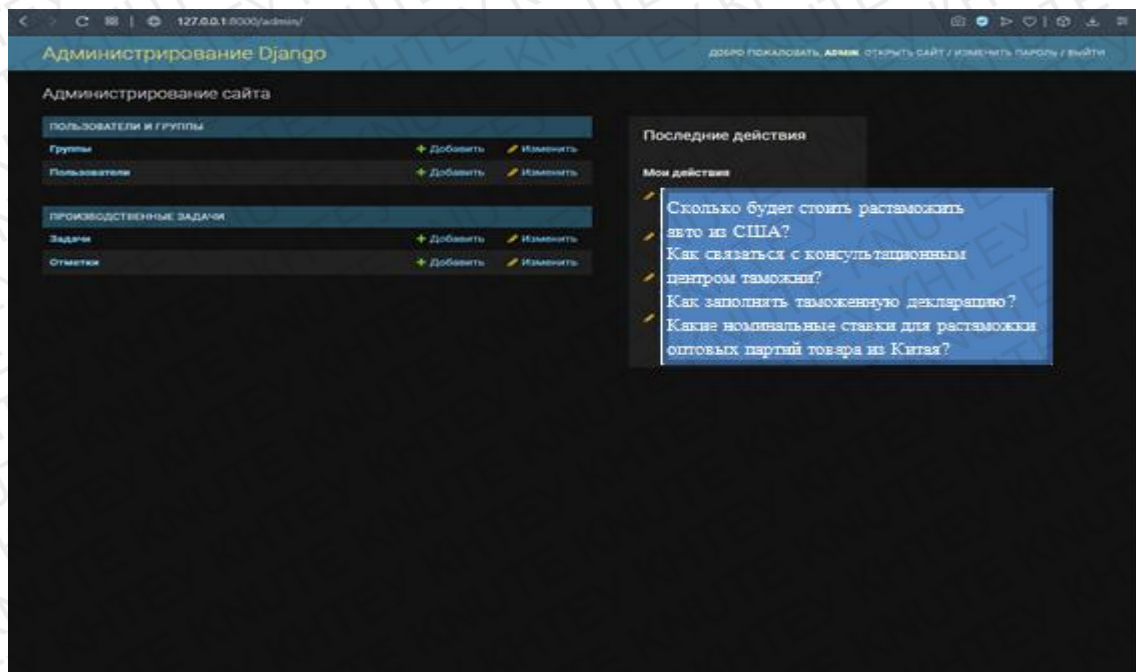 127.0.0.1:8000/admin/
Администрирование Django
ДОБРО ПОЖАЛОВАТЬ, ADMIN. ОТКРЫТЬ САЙТ / ИЗМЕНИТЬ ПАРОЛЬ / ВЫЙТИ
Администрирование сайта
ПОЛЬЗОВАТЕЛИ И ГРУППЫ
Группы + Добавить Изменить
Пользователи + Добавить Изменить
ПРОИЗВОДСТВЕННЫЕ ЗАДАЧИ
Задачи + Добавить Изменить
Отметки + Добавить Изменить
Последние действия
Мои действия
Сколько будет стоить растаможить
авто из США?
Как связаться с консультационным
центром таможни?
Как заполнять таможенную декларацию?
Какие номинальные ставки для растаможки
оптовых партий товара из Китая?